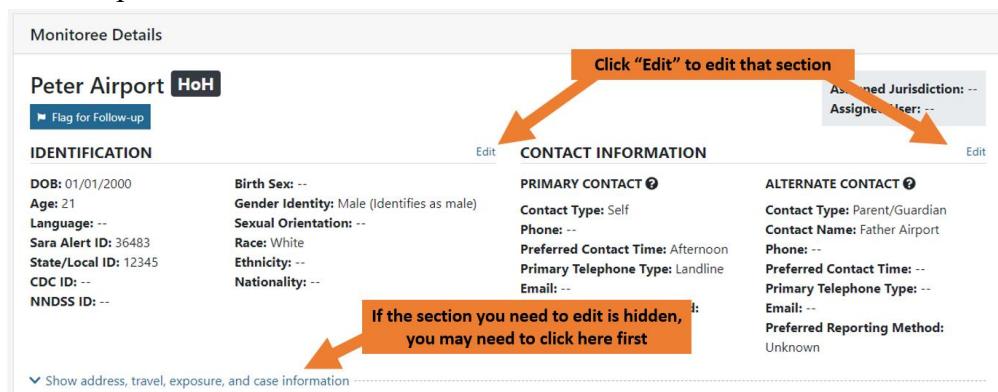 Monitoree Details
Peter Airport HoH
Flag for Follow-up
Click “Edit” to edit that section
Assigned Jurisdiction: --
Assigned User: --
IDENTIFICATION
Edit
DOB: 01/01/2000
Age: 21
Language: --
Sara Alert ID: 36483
State/Local ID: 12345
CDC ID: --
NNDSS ID: --
Birth Sex: --
Gender Identity: Male (Identifies as male)
Sexual Orientation: --
Race: White
Ethnicity: --
Nationality: --
CONTACT INFORMATION
Edit
PRIMARY CONTACT
Contact Type: Self
Phone: --
Preferred Contact Time: Afternoon
Primary Telephone Type: Landline
Email: --
ALTERNATE CONTACT
Contact Type: Parent/Guardian
Contact Name: Father Airport
Phone: --
Preferred Contact Time: --
Primary Telephone Type: --
Email: --
Preferred Reporting Method:
Unknown
If the section you need to edit is hidden,
you may need to click here first
Show address, travel, exposure, and case information